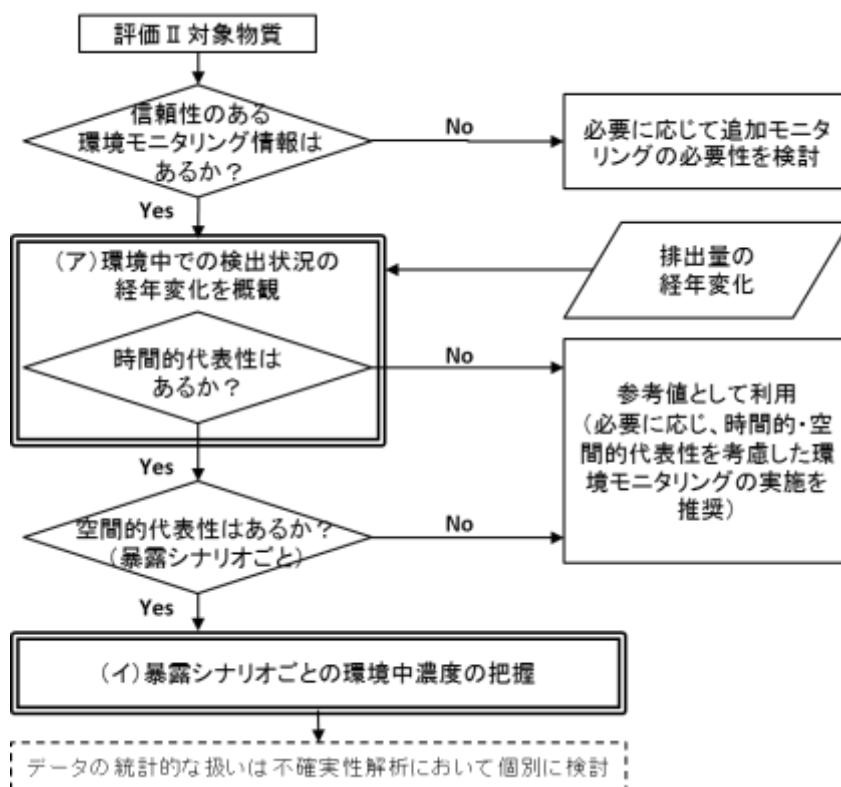 評価Ⅱ対象物質
信頼性のある
環境モニタリング情報は
あるか?
No
必要に応じて追加モニタ
リングの必要性を検討
Yes
(ア)環境中での検出状況の
経年変化を概観
排出量の
経年変化
時間的代表性は
あるか?
No
参考値として利用
(必要に応じ、時間的・空
間的代表性を考慮した環
境モニタリングの実施を
推奨)
Yes
空間的代表性はあるか?
(暴露シナリオごと)
No
Yes
(イ)暴露シナリオごとの環境中濃度の把握
データの統計的な扱いは不確実性解析において個別に検討